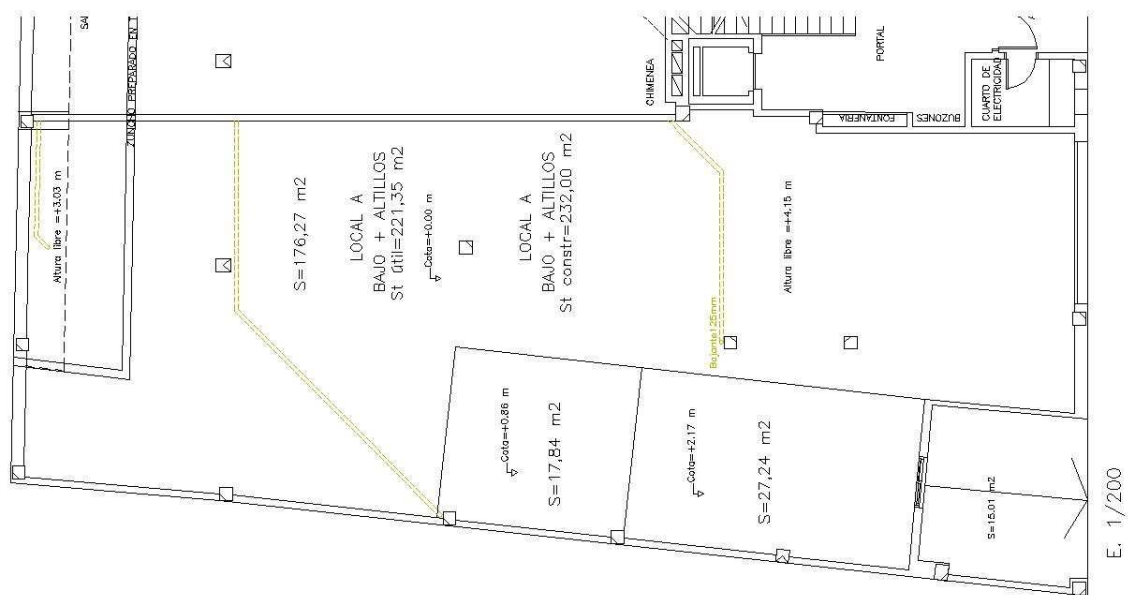 SAL
ZUNCHO PREPARADO EN T
Altura libre =+3.03 m
CHIMENEA
PORTAL
CUARTO DE
ELECTRICIDAD
BUZONES
FONTANERIA
S=176,27 m2
LOCAL A
BAJO + ALTILLOS
St útil=221,35 m2
Cota=+0.00 m
LOCAL A
BAJO + ALTILLOS
St constr=232,00 m2
Altura libre =+4.15 m
Bajante125mm
Cota=+0.86 m
S=17,84 m2
Cota=+2.17 m
S=27,24 m2
S=15.01 m2
E. 1/200